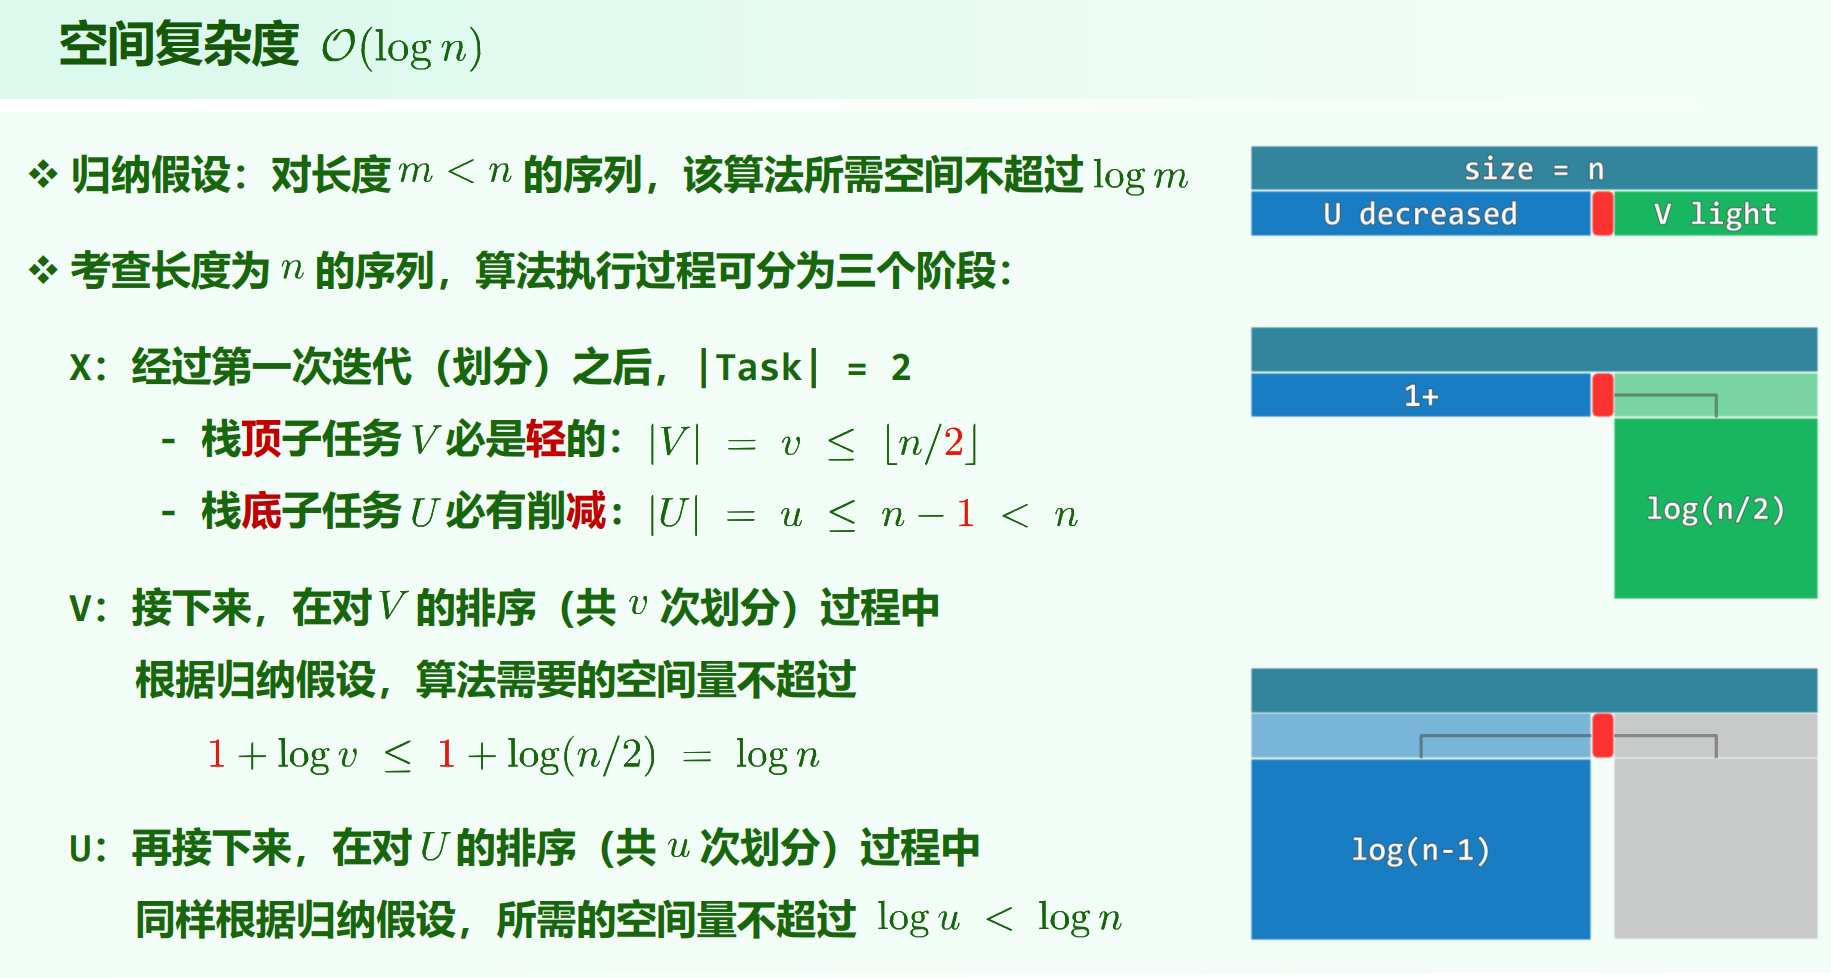 空间复杂度 𝒪(log n)
❖ 归纳假设：对长度 m < n 的序列，该算法所需空间不超过 log m
❖ 考查长度为 n 的序列，算法执行过程可分为三个阶段：
X：经过第一次迭代（划分）之后，|Task| = 2
- 栈顶子任务 V 必是轻的：|V| = v ≤ ⌊n/2⌋
- 栈底子任务 U 必有削减：|U| = u ≤ n − 1 < n
V：接下来，在对 V 的排序（共 v 次划分）过程中
根据归纳假设，算法需要的空间量不超过
1 + log v ≤ 1 + log(n/2) = log n
U：再接下来，在对 U 的排序（共 u 次划分）过程中
同样根据归纳假设，所需的空间量不超过 log u < log n
size = n
U decreased
V light
1+
log(n/2)
log(n-1)